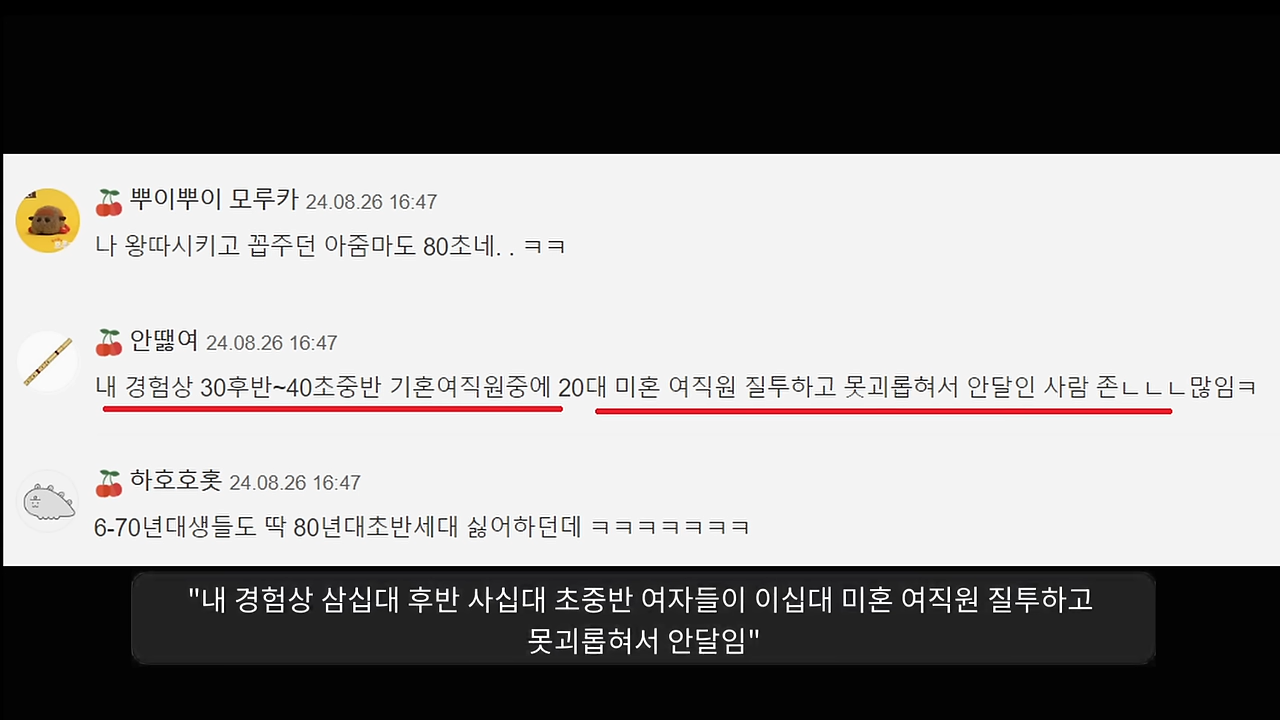 뿌이뿌이 모루카 24.08.26 16:47
나 왕따시키고 꼽주던 아줌마도 80초네. . ㅋㅋ
안땛여 24.08.26 16:47
내 경험상 30후반~40초중반 기혼여직원중에 20대 미혼 여직원 질투하고 못괴롭혀서 안달인 사람 존ㄴㄴㄴ많임ㅋ
하호호홋 24.08.26 16:47
6-70년대생들도 딱 80년대초반세대 싫어하던데 ㅋㅋㅋㅋㅋㅋㅋ
"내 경험상 삼십대 후반 사십대 초중반 여자들이 이십대 미혼 여직원 질투하고
못괴롭혀서 안달임"